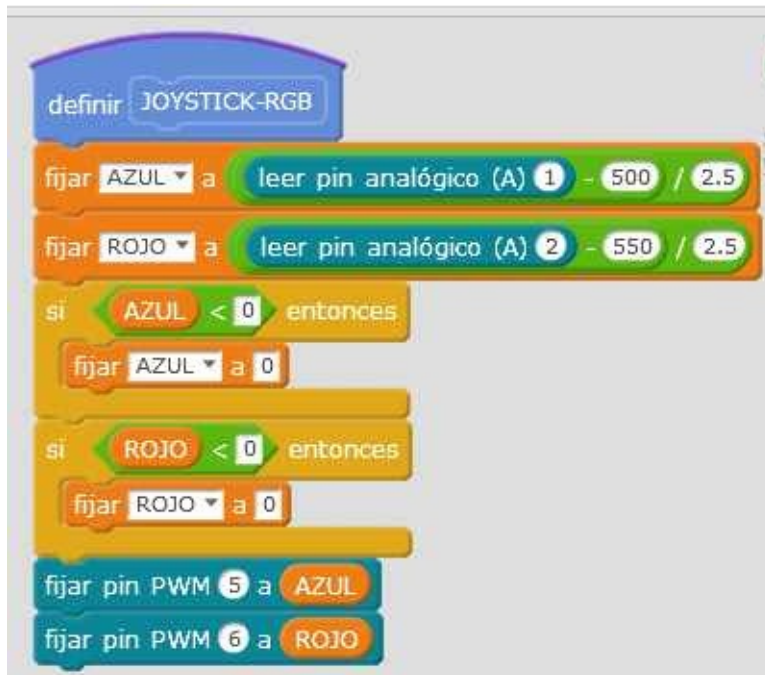 definir JOYSTICK-RGB
fijar AZUL a leer pin analógico (A) 1 - 500 / 2.5
fijar ROJO a leer pin analógico (A) 2 - 550 / 2.5
si AZUL < 0 entonces
fijar AZUL a 0
si ROJO < 0 entonces
fijar ROJO a 0
fijar pin PWM 5 a AZUL
fijar pin PWM 6 a ROJO